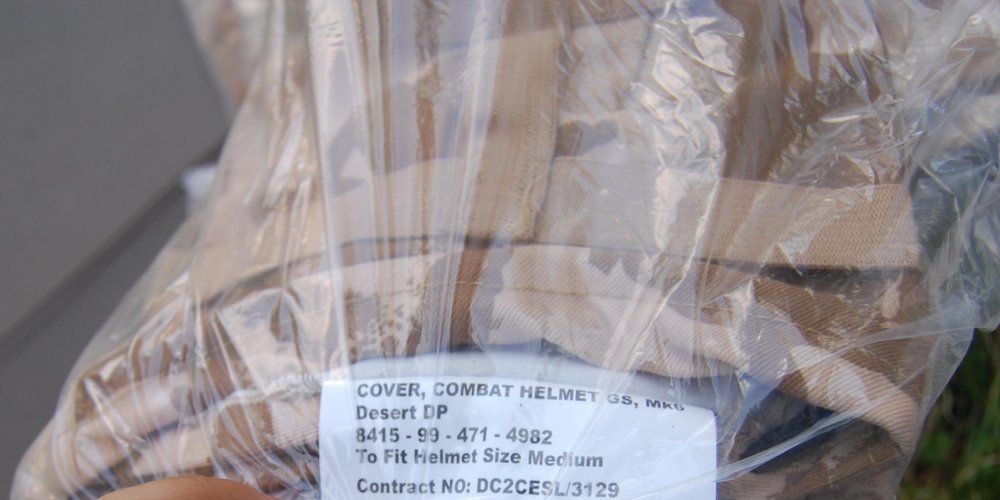 COVER, COMBAT HELMET GS, MK6
Desert DP
8415 - 99 - 471 - 4982
To Fit Helmet Size Medium
Contract NO: DC2CESL/3129